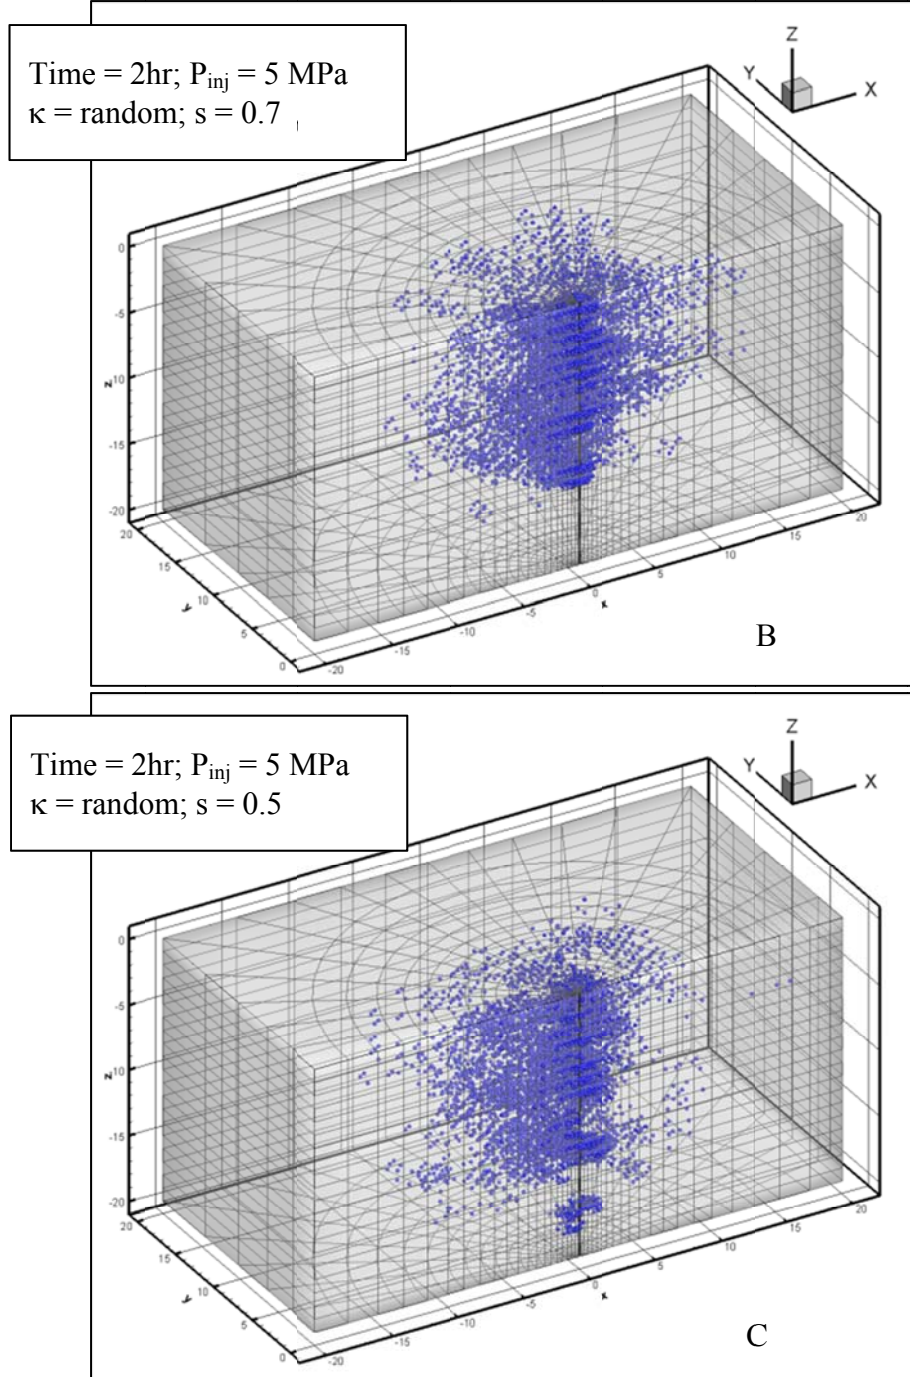 Time = 2hr; Pinj = 5 MPa
κ = random; s = 0.7
Z
Y
X
0
-5
z
-10
-15
-20
20
15
y
10
5
0
-20
-15
-10
-5
0
x
5
10
15
20
B
Time = 2hr; Pinj = 5 MPa
κ = random; s = 0.5
Z
Y
X
0
-5
z
-10
-15
-20
20
15
y
10
5
0
-20
-15
-10
-5
0
x
5
10
15
20
C